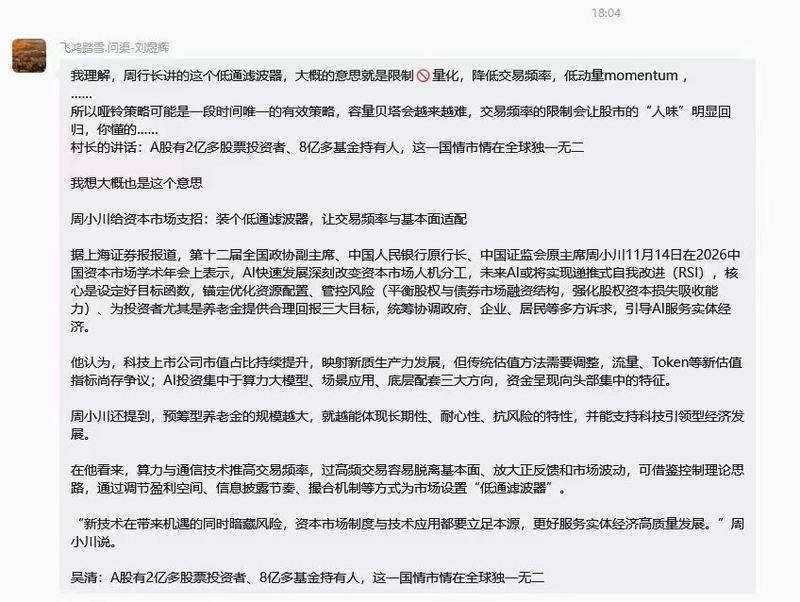 18:04
飞鸿踏雪.问渠-刘煜辉
我理解，周行长讲的这个低通滤波器，大概的意思就是限制🚫量化，降低交易频率，低动量momentum ，
......
所以哑铃策略可能是一段时间唯一的有效策略，容量贝塔会越来越难，交易频率的限制会让股市的“人味”明显回
归，你懂的......
村长的讲话：A股有2亿多股票投资者、8亿多基金持有人，这一国情市情在全球独一无二
我想大概也是这个意思
周小川给资本市场支招：装个低通滤波器，让交易频率与基本面适配
据上海证券报报道，第十二届全国政协副主席、中国人民银行原行长、中国证监会原主席周小川11月14日在2026中
国资本市场学术年会上表示，AI快速发展深刻改变资本市场人机分工，未来AI或将实现递推式自我改进（RSI），核
心是设定好目标函数，锚定优化资源配置、管控风险（平衡股权与债券市场融资结构，强化股权资本损失吸收能
力）、为投资者尤其是养老金提供合理回报三大目标，统筹协调政府、企业、居民等多方诉求，引导AI服务实体经
济。
他认为，科技上市公司市值占比持续提升，映射新质生产力发展，但传统估值方法需要调整，流量、Token等新估值
指标尚存争议；AI投资集中于算力大模型、场景应用、底层配套三大方向，资金呈现向头部集中的特征。
周小川还提到，预筹型养老金的规模越大，就越能体现长期性、耐心性、抗风险的特性，并能支持科技引领型经济发
展。
在他看来，算力与通信技术推高交易频率，过高频交易容易脱离基本面、放大正反馈和市场波动，可借鉴控制理论思
路，通过调节盈利空间、信息披露节奏、撮合机制等方式为市场设置“低通滤波器”。
“新技术在带来机遇的同时暗藏风险，资本市场制度与技术应用都要立足本源，更好服务实体经济高质量发展。”周
小川说。
吴清：A股有2亿多股票投资者、8亿多基金持有人，这一国情市情在全球独一无二